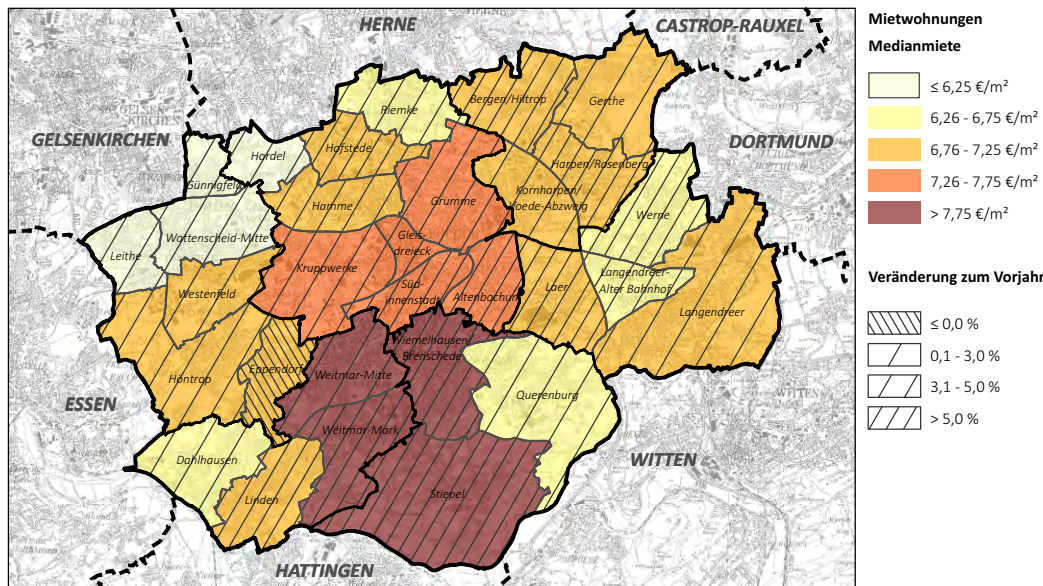 HERNE
CASTROP-RAUXEL
GELSENKIRCHEN
DORTMUND
ESSEN
WITTEN
HATTINGEN
Riemke
Bergen/Hiltrop
Gerthe
Hordel
Hofstede
Günnigfeld
Harpen/Rosenberg
Hamme
Grumme
Kornharpen/
Voede-Abzweig
Werne
Leithe
Wattenscheid-Mitte
Gleis-
dreieck
Kruppwerke
Süd-
innenstadt
Altenbochum
Laer
Langendreer-
Alter Bahnhof
Langendreer
Westenfeld
Höntrop
Eppendorf
Weitmar-Mitte
Wiemelhausen/
Brenschede
Querenburg
Weitmar-Mark
Dahlhausen
Linden
Stiepel
Mietwohnungen
Medianmiete
≤ 6,25 €/m²
6,26 - 6,75 €/m²
6,76 - 7,25 €/m²
7,26 - 7,75 €/m²
> 7,75 €/m²
Veränderung zum Vorjahr
≤ 0,0 %
0,1 - 3,0 %
3,1 - 5,0 %
> 5,0 %